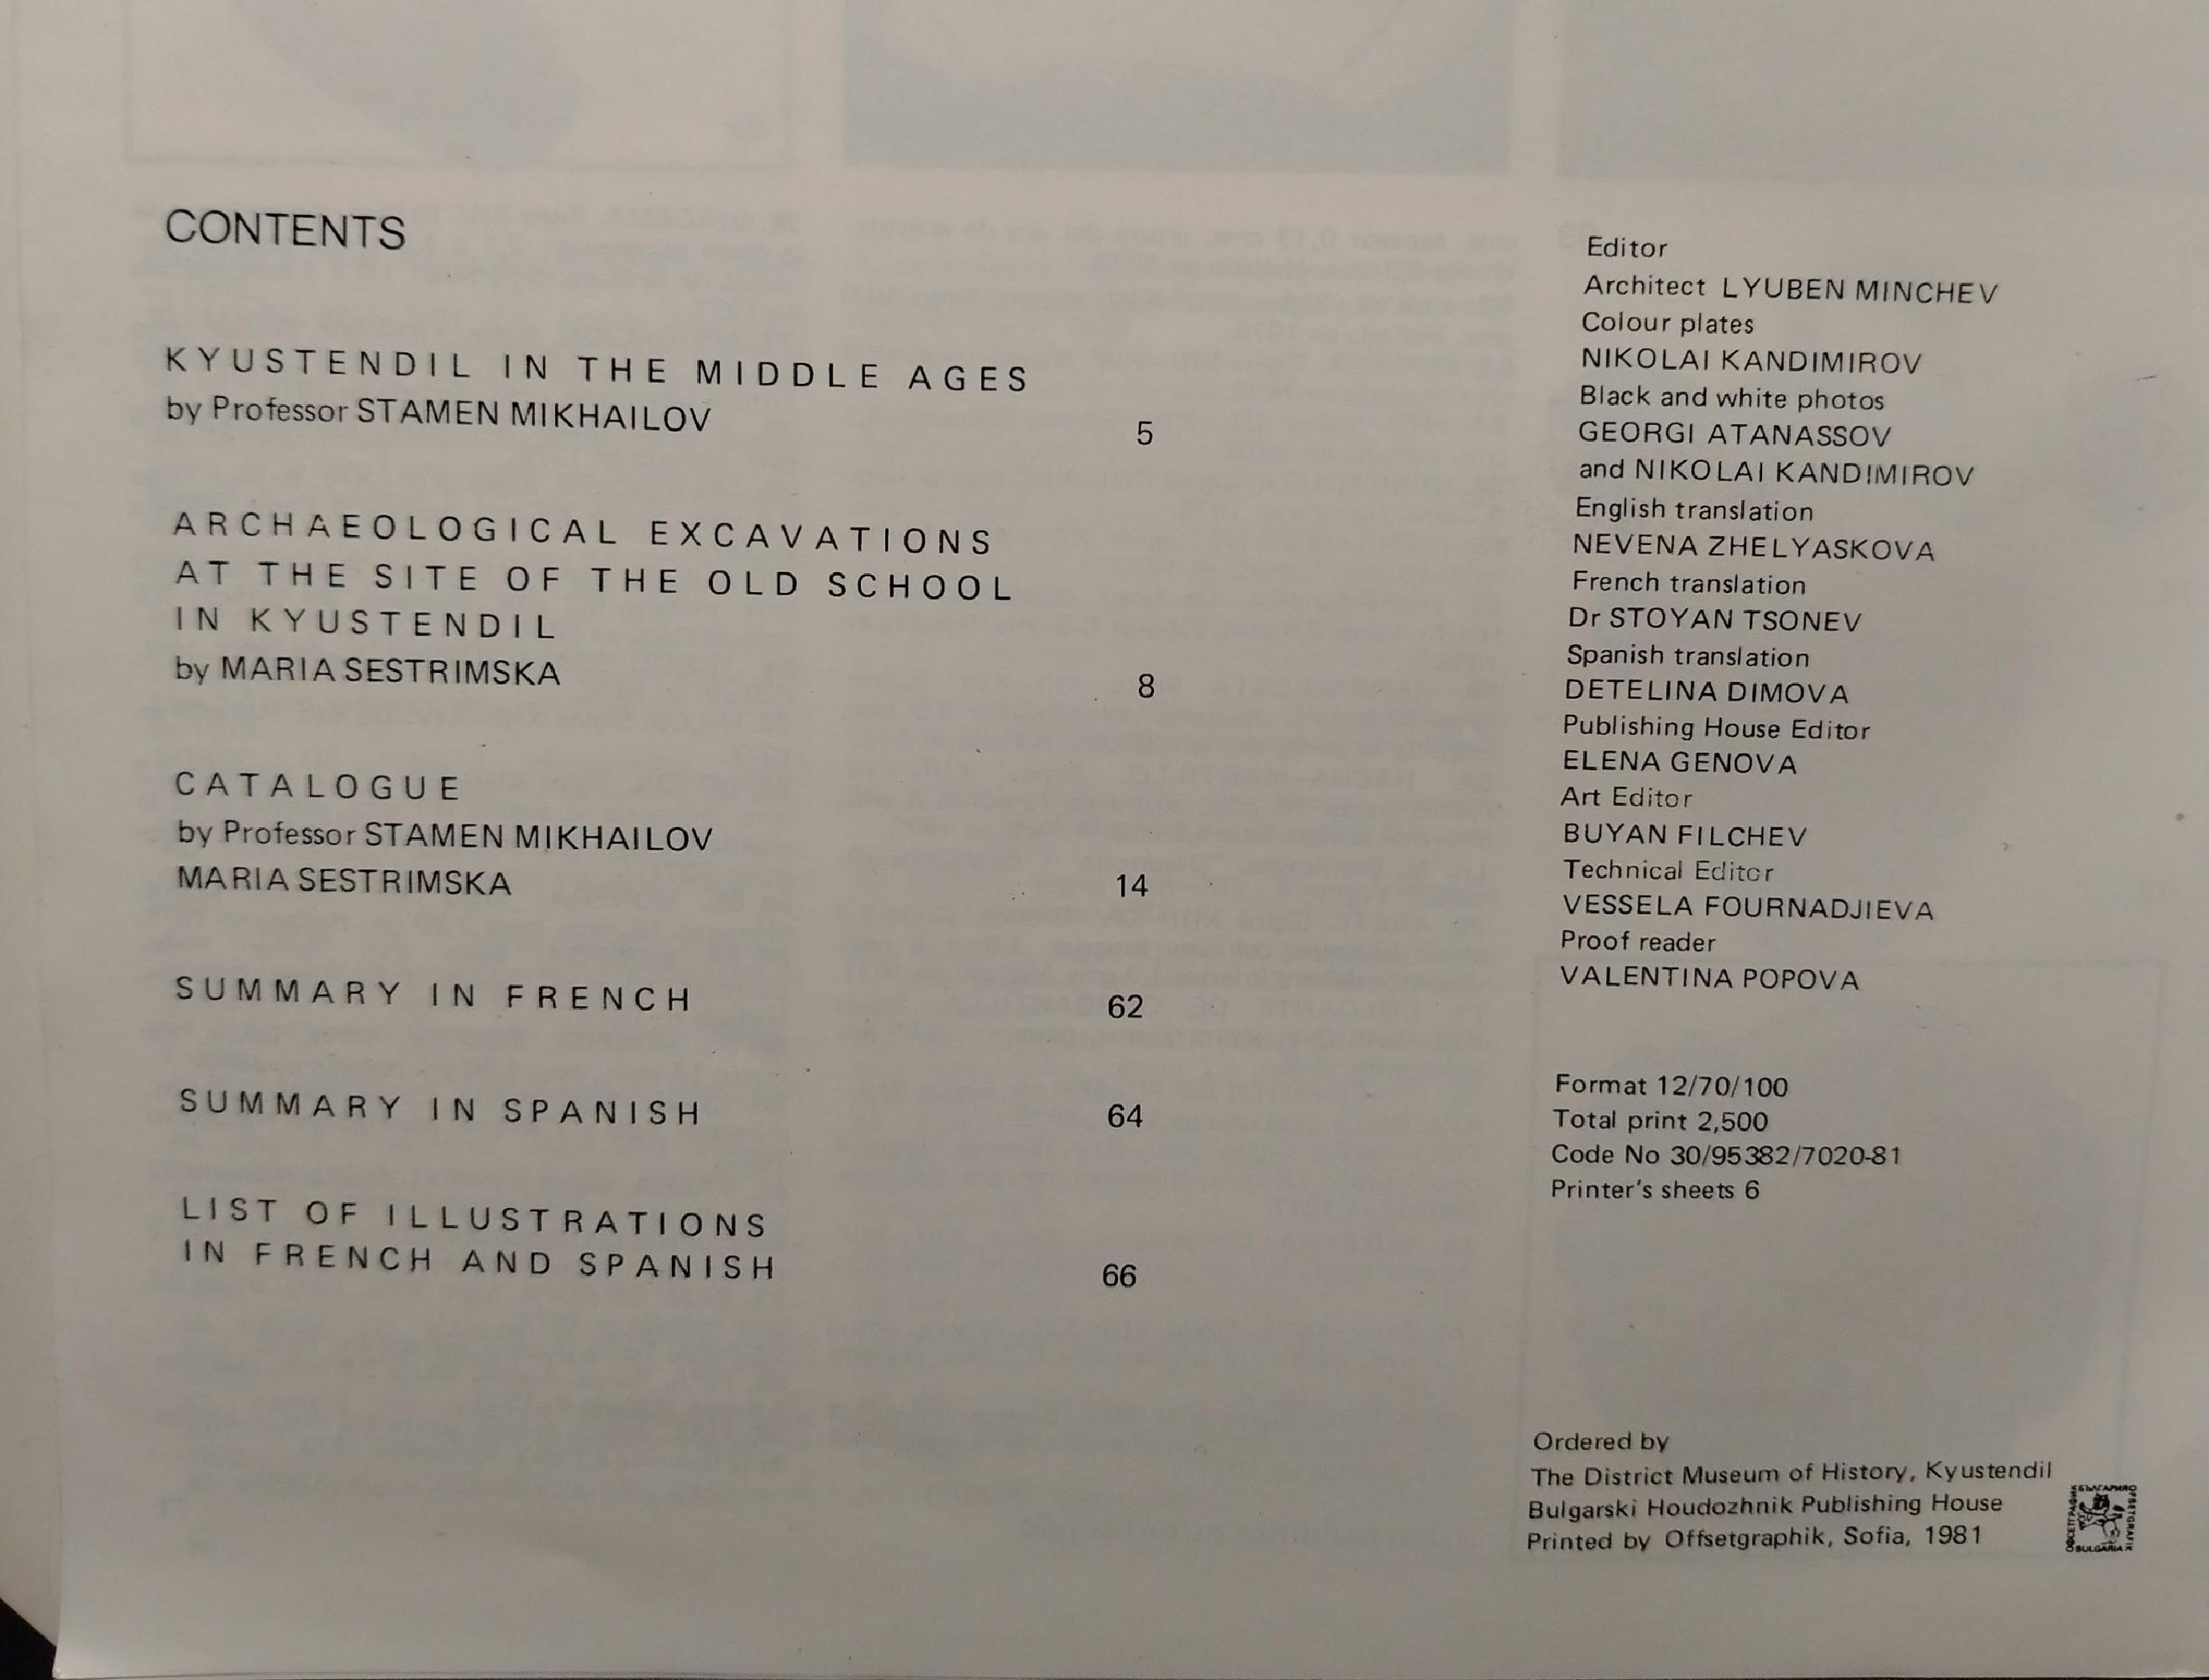 CONTENTS
KYUSTENDIL IN THE MIDDLE AGES
by Professor STAMEN MIKHAILOV
5
ARCHAEOLOGICAL EXCAVATIONS
AT THE SITE OF THE OLD SCHOOL
IN KYUSTENDIL
by MARIA SESTRIMSKA
8
CATALOGUE
by Professor STAMEN MIKHAILOV
MARIA SESTRIMSKA
14
SUMMARY IN FRENCH
62
SUMMARY IN SPANISH
64
LIST OF ILLUSTRATIONS
IN FRENCH AND SPANISH
66
Editor
Architect LYUBEN MINCHEV
Colour plates
NIKOLAI KANDIMIROV
Black and white photos
GEORGI ATANASSOV
and NIKOLAI KANDIMIROV
English translation
NEVENA ZHELYASKOVA
French translation
Dr STOYAN TSONEV
Spanish translation
DETELINA DIMOVA
Publishing House Editor
ELENA GENOVA
Art Editor
BUYAN FILCHEV
Technical Editor
VESSELA FOURNADJIEVA
Proof reader
VALENTINA POPOVA
Format 12/70/100
Total print 2,500
Code No 30/95382/7020-81
Printer's sheets 6
Ordered by
The District Museum of History, Kyustendil
Bulgarski Houdozhnik Publishing House
Printed by Offsetgraphik, Sofia, 1981
BULGARIA